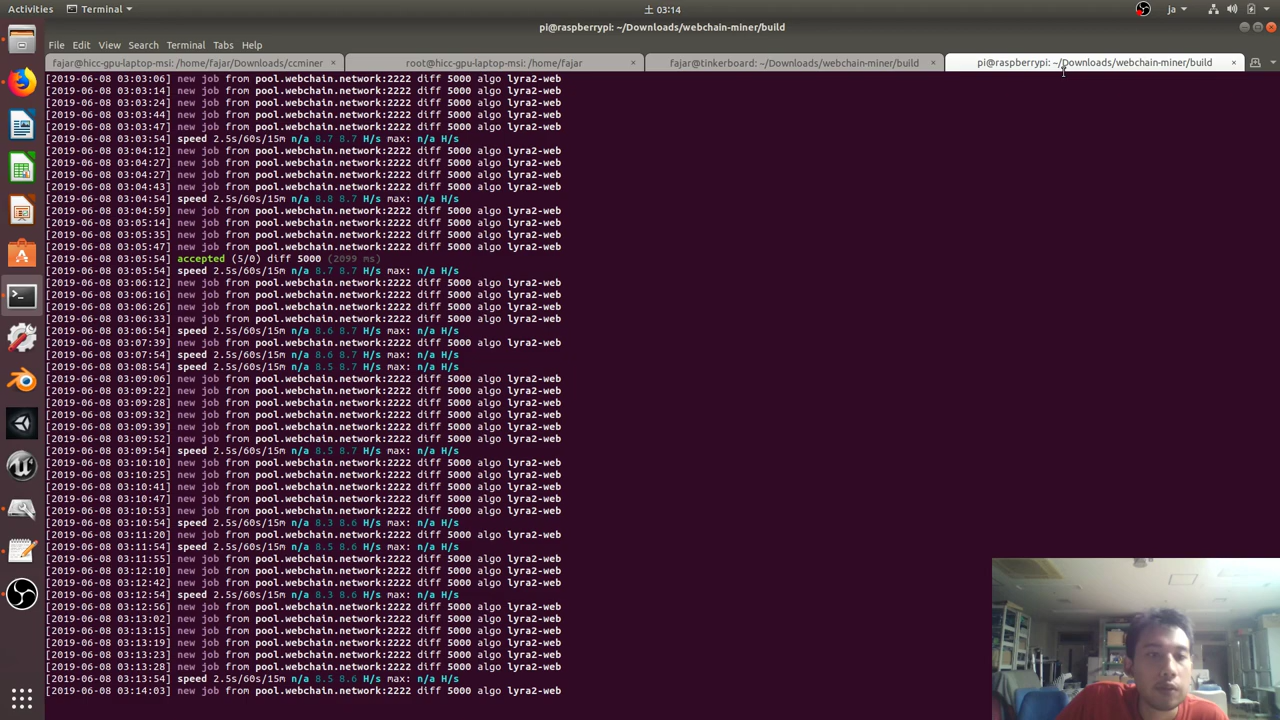 Activities Terminal 土 03:14 ja
pi@raspberrypi: ~/Downloads/webchain-miner/build
File Edit View Search Terminal Tabs Help
fajar@hicc-gpu-laptop-msi: /home/fajar/Downloads/ccminer × root@hicc-gpu-laptop-msi: /home/fajar × fajar@tinkerboard: ~/Downloads/webchain-miner/build × pi@raspberrypi: ~/Downloads/webchain-miner/build ×
[2019-06-08 03:03:06] new job from pool.webchain.network:2222 diff 5000 algo lyra2-web
[2019-06-08 03:03:14] new job from pool.webchain.network:2222 diff 5000 algo lyra2-web
[2019-06-08 03:03:24] new job from pool.webchain.network:2222 diff 5000 algo lyra2-web
[2019-06-08 03:03:44] new job from pool.webchain.network:2222 diff 5000 algo lyra2-web
[2019-06-08 03:03:47] new job from pool.webchain.network:2222 diff 5000 algo lyra2-web
[2019-06-08 03:03:54] speed 2.5s/60s/15m n/a 8.7 8.7 H/s max: n/a H/s
[2019-06-08 03:04:12] new job from pool.webchain.network:2222 diff 5000 algo lyra2-web
[2019-06-08 03:04:27] new job from pool.webchain.network:2222 diff 5000 algo lyra2-web
[2019-06-08 03:04:27] new job from pool.webchain.network:2222 diff 5000 algo lyra2-web
[2019-06-08 03:04:43] new job from pool.webchain.network:2222 diff 5000 algo lyra2-web
[2019-06-08 03:04:54] speed 2.5s/60s/15m n/a 8.8 8.7 H/s max: n/a H/s
[2019-06-08 03:04:59] new job from pool.webchain.network:2222 diff 5000 algo lyra2-web
[2019-06-08 03:05:14] new job from pool.webchain.network:2222 diff 5000 algo lyra2-web
[2019-06-08 03:05:35] new job from pool.webchain.network:2222 diff 5000 algo lyra2-web
[2019-06-08 03:05:47] new job from pool.webchain.network:2222 diff 5000 algo lyra2-web
[2019-06-08 03:05:54] accepted (5/0) diff 5000 (2099 ms)
[2019-06-08 03:05:54] speed 2.5s/60s/15m n/a 8.7 8.7 H/s max: n/a H/s
[2019-06-08 03:06:12] new job from pool.webchain.network:2222 diff 5000 algo lyra2-web
[2019-06-08 03:06:16] new job from pool.webchain.network:2222 diff 5000 algo lyra2-web
[2019-06-08 03:06:26] new job from pool.webchain.network:2222 diff 5000 algo lyra2-web
[2019-06-08 03:06:33] new job from pool.webchain.network:2222 diff 5000 algo lyra2-web
[2019-06-08 03:06:54] speed 2.5s/60s/15m n/a 8.6 8.7 H/s max: n/a H/s
[2019-06-08 03:07:39] new job from pool.webchain.network:2222 diff 5000 algo lyra2-web
[2019-06-08 03:07:54] speed 2.5s/60s/15m n/a 8.6 8.7 H/s max: n/a H/s
[2019-06-08 03:08:54] speed 2.5s/60s/15m n/a 8.5 8.7 H/s max: n/a H/s
[2019-06-08 03:09:06] new job from pool.webchain.network:2222 diff 5000 algo lyra2-web
[2019-06-08 03:09:22] new job from pool.webchain.network:2222 diff 5000 algo lyra2-web
[2019-06-08 03:09:28] new job from pool.webchain.network:2222 diff 5000 algo lyra2-web
[2019-06-08 03:09:32] new job from pool.webchain.network:2222 diff 5000 algo lyra2-web
[2019-06-08 03:09:39] new job from pool.webchain.network:2222 diff 5000 algo lyra2-web
[2019-06-08 03:09:52] new job from pool.webchain.network:2222 diff 5000 algo lyra2-web
[2019-06-08 03:09:54] speed 2.5s/60s/15m n/a 8.5 8.7 H/s max: n/a H/s
[2019-06-08 03:10:10] new job from pool.webchain.network:2222 diff 5000 algo lyra2-web
[2019-06-08 03:10:25] new job from pool.webchain.network:2222 diff 5000 algo lyra2-web
[2019-06-08 03:10:41] new job from pool.webchain.network:2222 diff 5000 algo lyra2-web
[2019-06-08 03:10:47] new job from pool.webchain.network:2222 diff 5000 algo lyra2-web
[2019-06-08 03:10:53] new job from pool.webchain.network:2222 diff 5000 algo lyra2-web
[2019-06-08 03:10:54] speed 2.5s/60s/15m n/a 8.3 8.6 H/s max: n/a H/s
[2019-06-08 03:11:20] new job from pool.webchain.network:2222 diff 5000 algo lyra2-web
[2019-06-08 03:11:54] speed 2.5s/60s/15m n/a 8.5 8.6 H/s max: n/a H/s
[2019-06-08 03:11:55] new job from pool.webchain.network:2222 diff 5000 algo lyra2-web
[2019-06-08 03:12:10] new job from pool.webchain.network:2222 diff 5000 algo lyra2-web
[2019-06-08 03:12:42] new job from pool.webchain.network:2222 diff 5000 algo lyra2-web
[2019-06-08 03:12:54] speed 2.5s/60s/15m n/a 8.3 8.6 H/s max: n/a H/s
[2019-06-08 03:12:56] new job from pool.webchain.network:2222 diff 5000 algo lyra2-web
[2019-06-08 03:13:02] new job from pool.webchain.network:2222 diff 5000 algo lyra2-web
[2019-06-08 03:13:15] new job from pool.webchain.network:2222 diff 5000 algo lyra2-web
[2019-06-08 03:13:19] new job from pool.webchain.network:2222 diff 5000 algo lyra2-web
[2019-06-08 03:13:23] new job from pool.webchain.network:2222 diff 5000 algo lyra2-web
[2019-06-08 03:13:28] new job from pool.webchain.network:2222 diff 5000 algo lyra2-web
[2019-06-08 03:13:54] speed 2.5s/60s/15m n/a 8.5 8.6 H/s max: n/a H/s
[2019-06-08 03:14:03] new job from pool.webchain.network:2222 diff 5000 algo lyra2-web